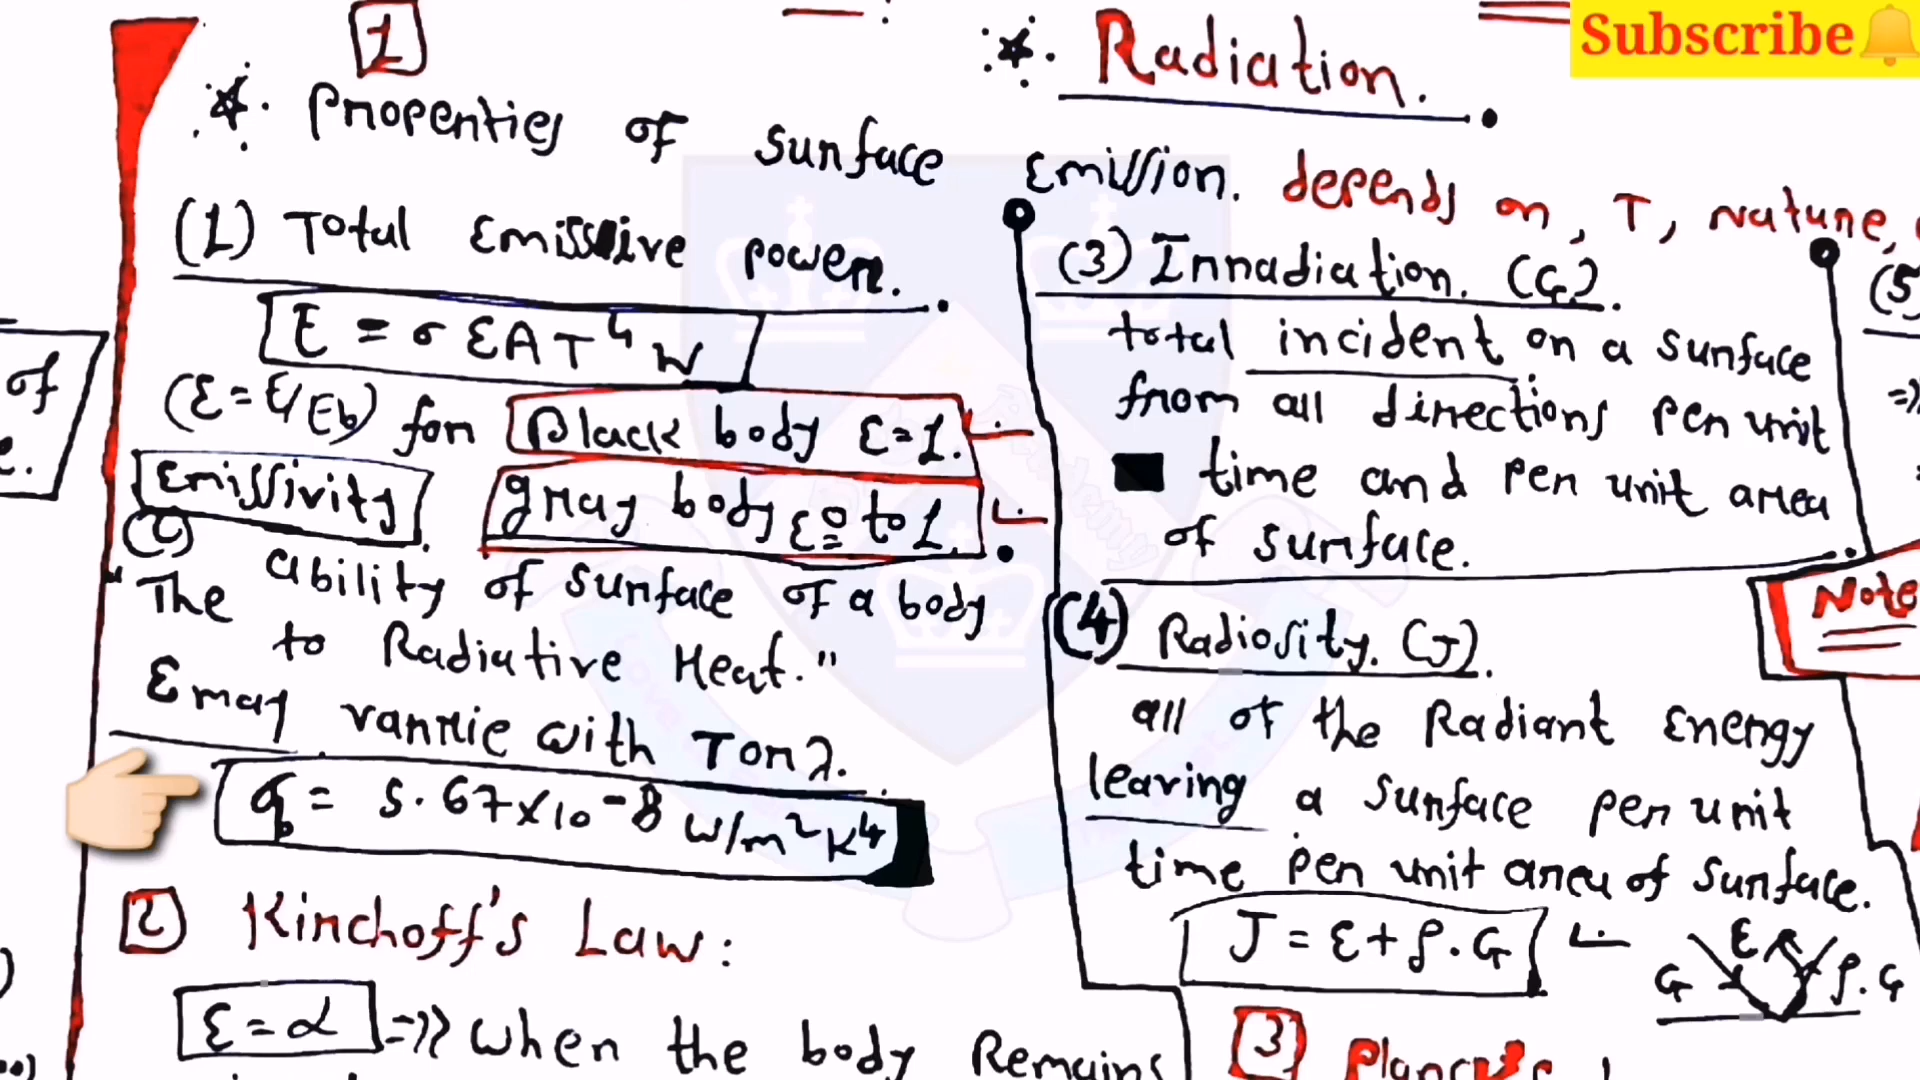 Subscribe
1
Radiation.
Properties of surface Emission. depends on, T, Nature,
(1) Total Emissive power.
E = σ ε A T⁴ W
(ε = E/Eb) for Black body ε=1.
Emissivity gray body ε=0 to 1.
"The ability of surface of a body
to Radiative Heat."
ε may varrie with T or λ.
σb = 5.67×10⁻⁸ W/m²K⁴
2 Kirchoff's Law:
ε = α => When the body Remains
(3) Irradiation. (G).
total incident on a surface
from all directions per unit
time and per unit area
of surface.
(4) Radiosity. (J).
all of the Radiant Energy
leaving a surface per unit
time per unit area of surface.
J = ε + ρ.G
G ε ρ.G
3
(5
Note
of
e.